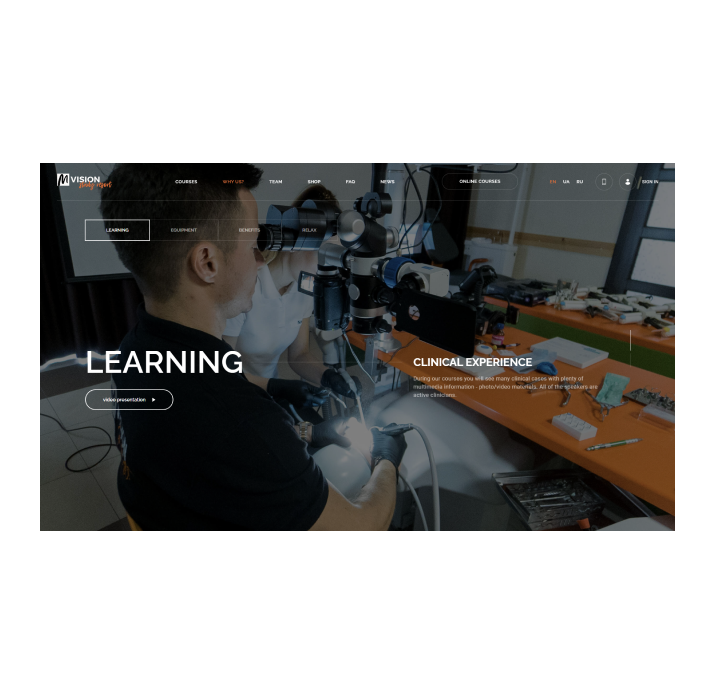 M VISION
COURSES
WHY US?
TEAM
SHOP
FAQ
NEWS
ONLINE COURSES
EN
UA
RU
SIGN IN
LEARNING
EQUIPMENT
BENEFITS
RELAX
LEARNING
video presentation
CLINICAL EXPERIENCE
During our courses you will see many clinical cases with plenty of
multimedia information - photo/video materials. All of the speakers are
active clinicians.